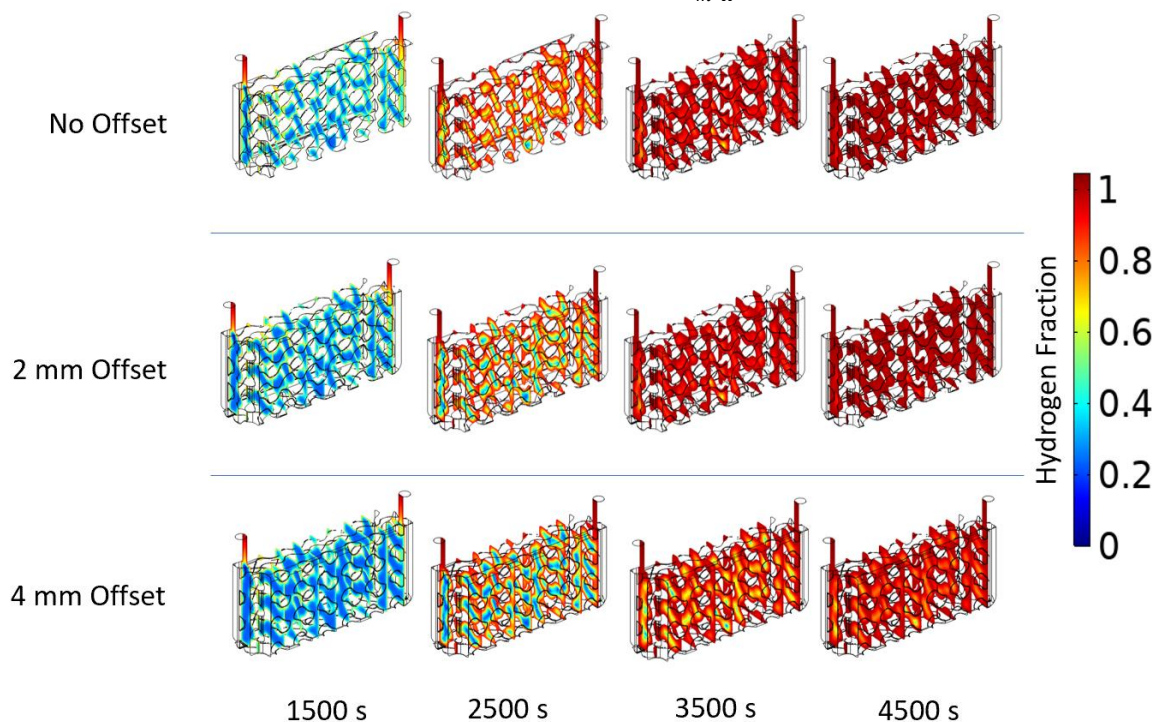 No Offset
2 mm Offset
4 mm Offset
1500 s
2500 s
3500 s
4500 s
Hydrogen Fraction
1
0.8
0.6
0.4
0.2
0